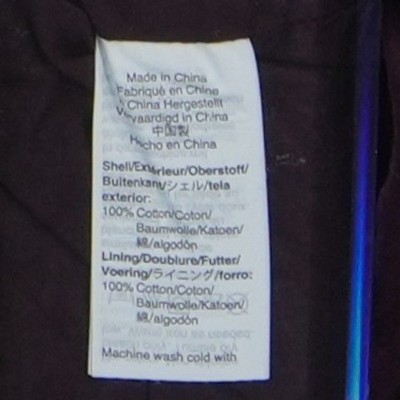 Made in China
Fabriqué en Chine
China Hergestellt
Vervaardigd in China
中国製
Hecho en China
Shell/Extérieur/Oberstoff/
Buitenkant/シェル/tela
exterior:
100% Cotton/Coton/
Baumwolle/Katoen/
綿/algodón
Lining/Doublure/Futter/
Voering/ライニング/forro:
100% Cotton/Coton/
Baumwolle/Katoen/
綿/algodón
Machine wash cold with